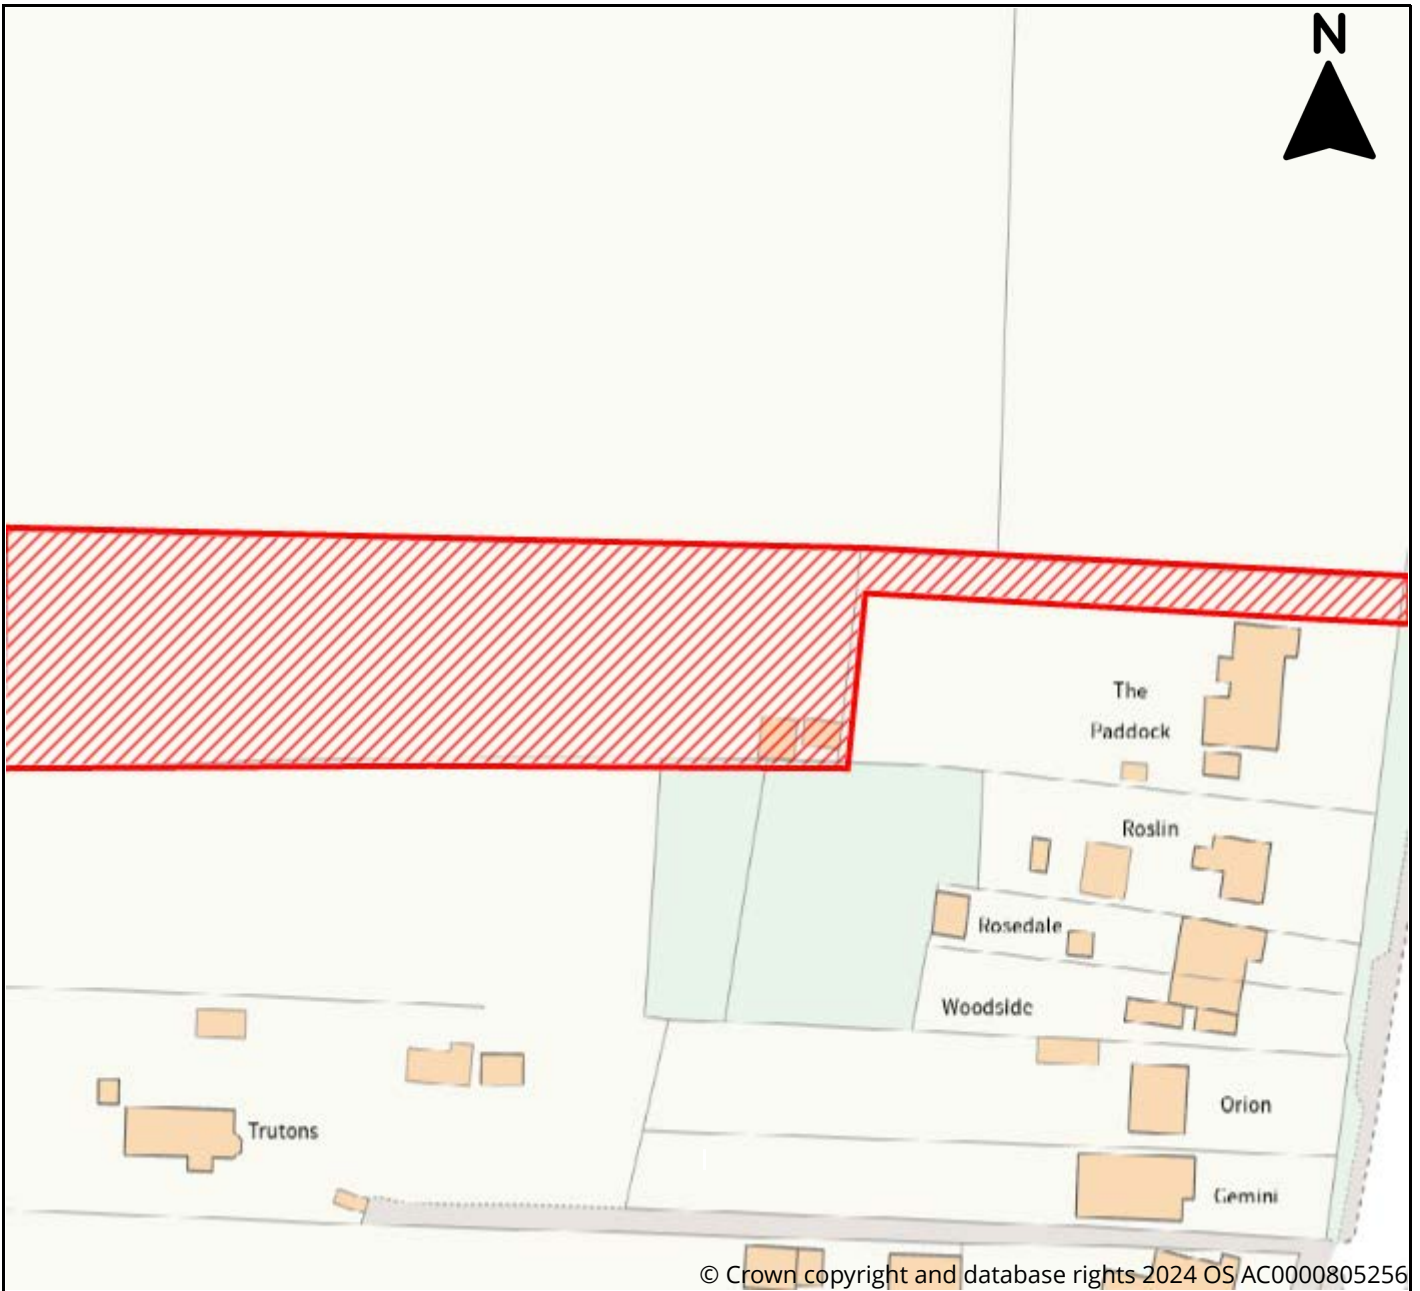 N
The
Paddock
Roslin
Rosedale
Woodside
Orion
Trutons
Gemini
© Crown copyright and database rights 2024 OS AC0000805256